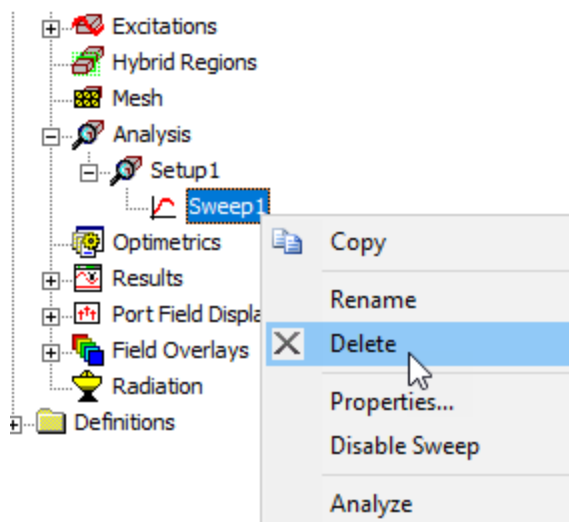 Excitations
Hybrid Regions
Mesh
Analysis
Setup1
Sweep1
Optimetrics
Results
Port Field Displa
Field Overlays
Radiation
Definitions
Copy
Rename
Delete
Properties...
Disable Sweep
Analyze